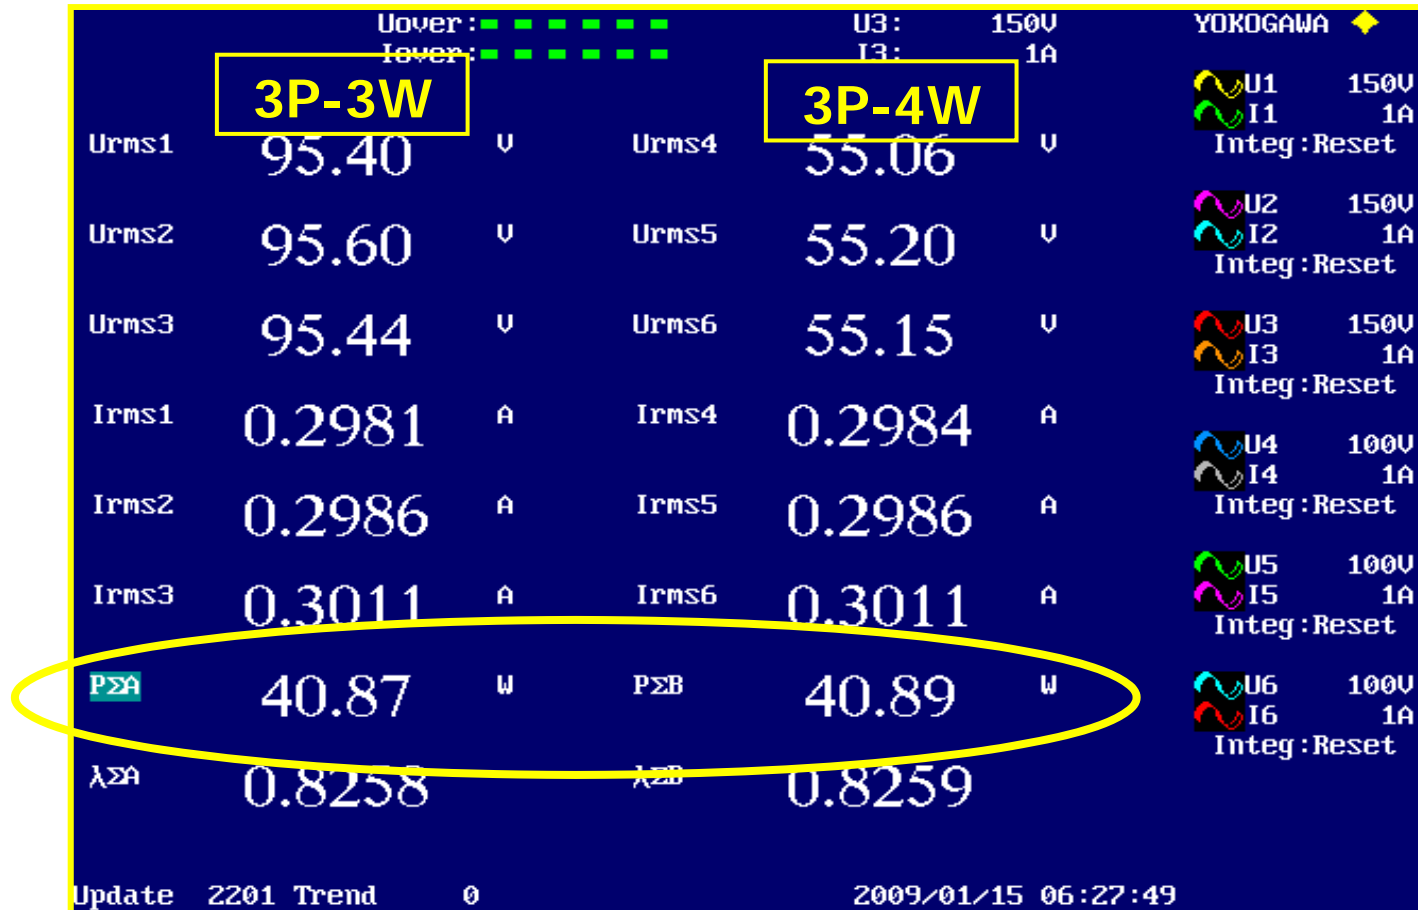 Uover: U3: 150V YOKOGAWA
Iover: I3: 1A
3P-3W 3P-4W
U1 150V
I1 1A
Urms1 95.40 V Urms4 55.06 V Integ:Reset
U2 150V
Urms2 95.60 V Urms5 55.20 V I2 1A
Integ:Reset
Urms3 95.44 V Urms6 55.15 V U3 150V
I3 1A
Integ:Reset
Irms1 0.2981 A Irms4 0.2984 A
U4 100V
I4 1A
Irms2 0.2986 A Irms5 0.2986 A Integ:Reset
U5 100V
Irms3 0.3011 A Irms6 0.3011 A I5 1A
Integ:Reset
PΣA 40.87 W PΣB 40.89 W U6 100V
I6 1A
Integ:Reset
λΣA 0.8258 λΣB 0.8259
Update 2201 Trend 0 2009/01/15 06:27:49